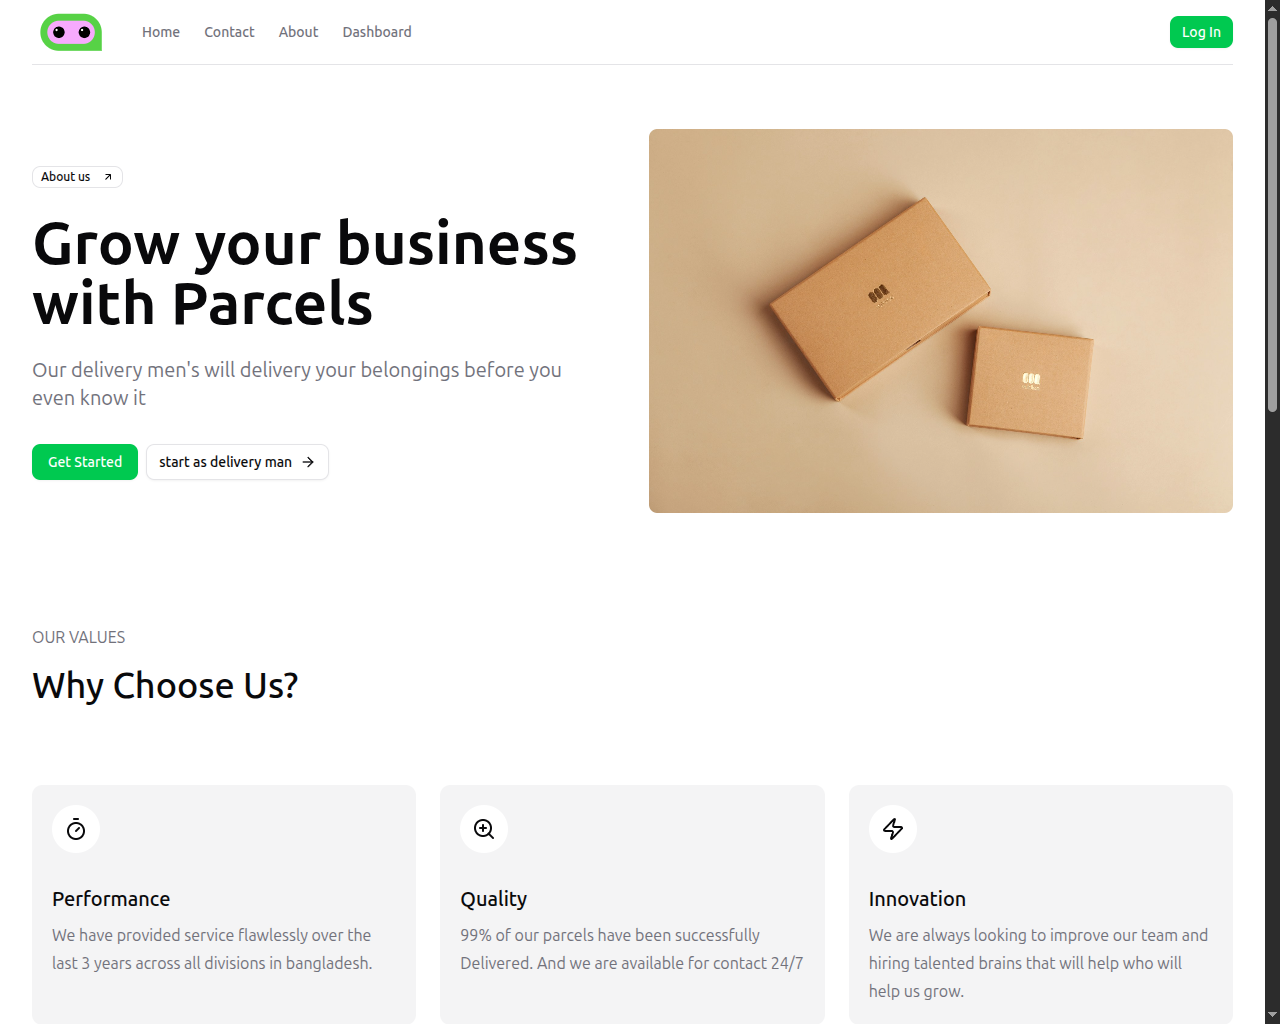 Home Contact About Dashboard Log In
About us
Grow your business
with Parcels
Our delivery men's will delivery your belongings before you
even know it
Get Started start as delivery man
OUR VALUES
Why Choose Us?
Performance
We have provided service flawlessly over the
last 3 years across all divisions in bangladesh.
Quality
99% of our parcels have been successfully
Delivered. And we are available for contact 24/7
Innovation
We are always looking to improve our team and
hiring talented brains that will help who will
help us grow.